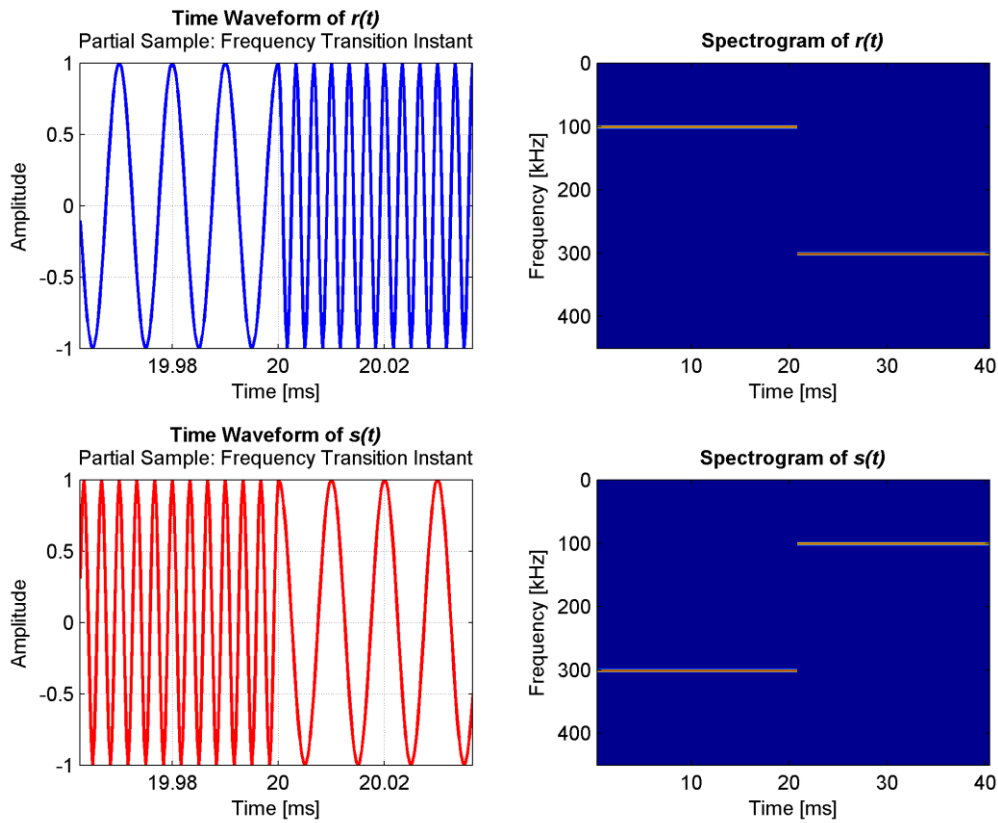 Time Waveform of r(t)
Partial Sample: Frequency Transition Instant
1
0.5
0
-0.5
-1
Amplitude
19.98
20
20.02
Time [ms]
Spectrogram of r(t)
0
100
200
300
400
Frequency [kHz]
10
20
30
40
Time [ms]
Time Waveform of s(t)
Partial Sample: Frequency Transition Instant
1
0.5
0
-0.5
-1
Amplitude
19.98
20
20.02
Time [ms]
Spectrogram of s(t)
0
100
200
300
400
Frequency [kHz]
10
20
30
40
Time [ms]